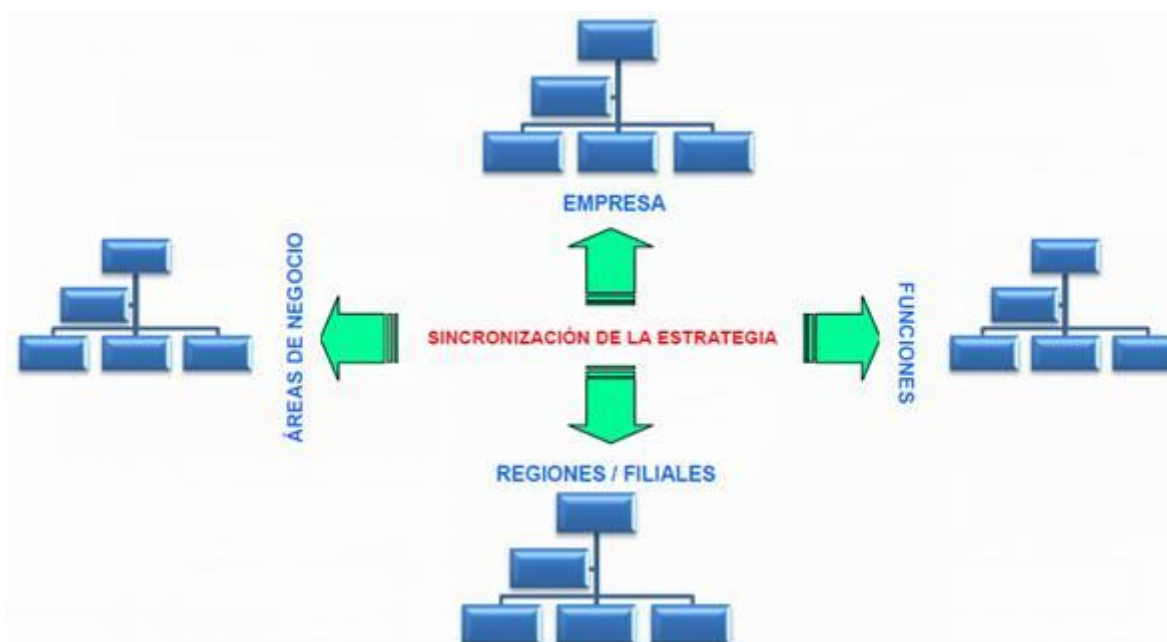 EMPRESA
ÁREAS DE NEGOCIO
SINCRONIZACIÓN DE LA ESTRATEGIA
FUNCIONES
REGIONES / FILIALES